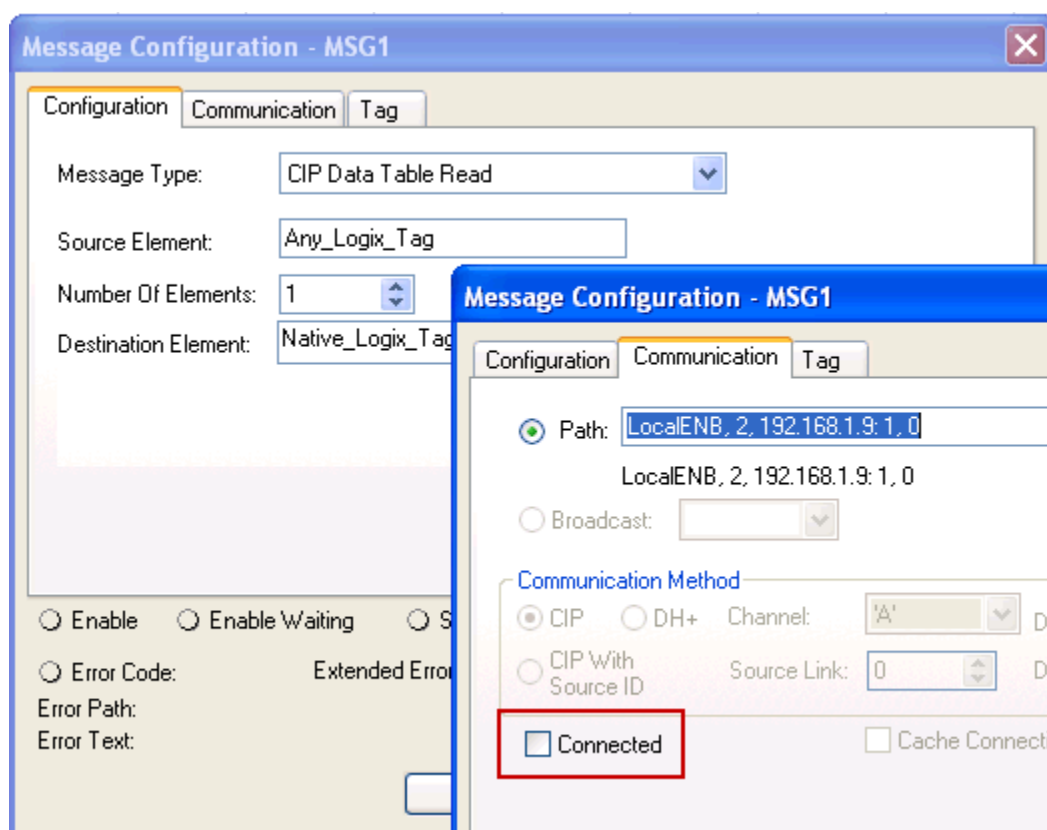 Message Configuration - MSG1
Configuration Communication Tag
Message Type: CIP Data Table Read
Source Element: Any_Logix_Tag
Number Of Elements: 1
Destination Element: Native_Logix_Tag
Enable Enable Waiting
Error Code: Extended
Error Path:
Error Text:
Message Configuration - MSG1
Configuration Communication Tag
Path: LocalENB, 2, 192.168.1.9: 1, 0
LocalENB, 2, 192.168.1.9: 1, 0
Broadcast:
Communication Method
CIP DH+ Channel: 'A'
CIP With
Source ID Source Link: 0
Connected Cache